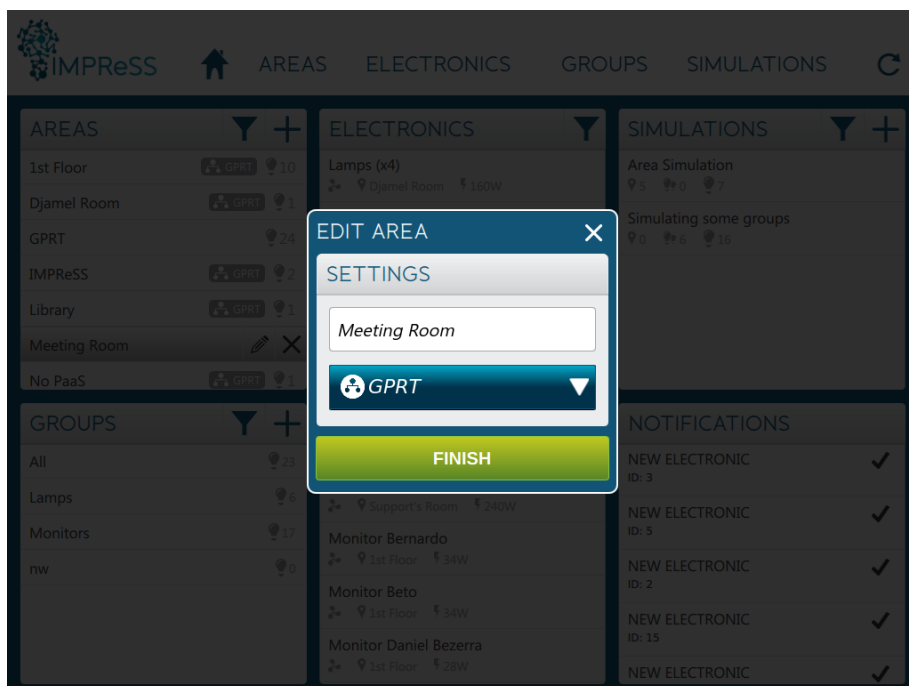 IMPReSS
AREAS
ELECTRONICS
GROUPS
SIMULATIONS
AREAS
1st Floor GPRT 10
Djamel Room GPRT 1
GPRT 24
IMPReSS GPRT 2
Library GPRT 1
Meeting Room
No PaaS GPRT 1
GROUPS
All 23
Lamps 6
Monitors 17
nw 0
ELECTRONICS
Lamps (x4)
Djamel Room 160W
EDIT AREA
SETTINGS
Meeting Room
GPRT
FINISH
Support's Room 240W
Monitor Bernardo
1st Floor 34W
Monitor Beto
1st Floor 34W
Monitor Daniel Bezerra
1st Floor 28W
SIMULATIONS
Area Simulation
5 0 7
Simulating some groups
0 6 16
NOTIFICATIONS
NEW ELECTRONIC
ID: 3
NEW ELECTRONIC
ID: 5
NEW ELECTRONIC
ID: 2
NEW ELECTRONIC
ID: 15
NEW ELECTRONIC